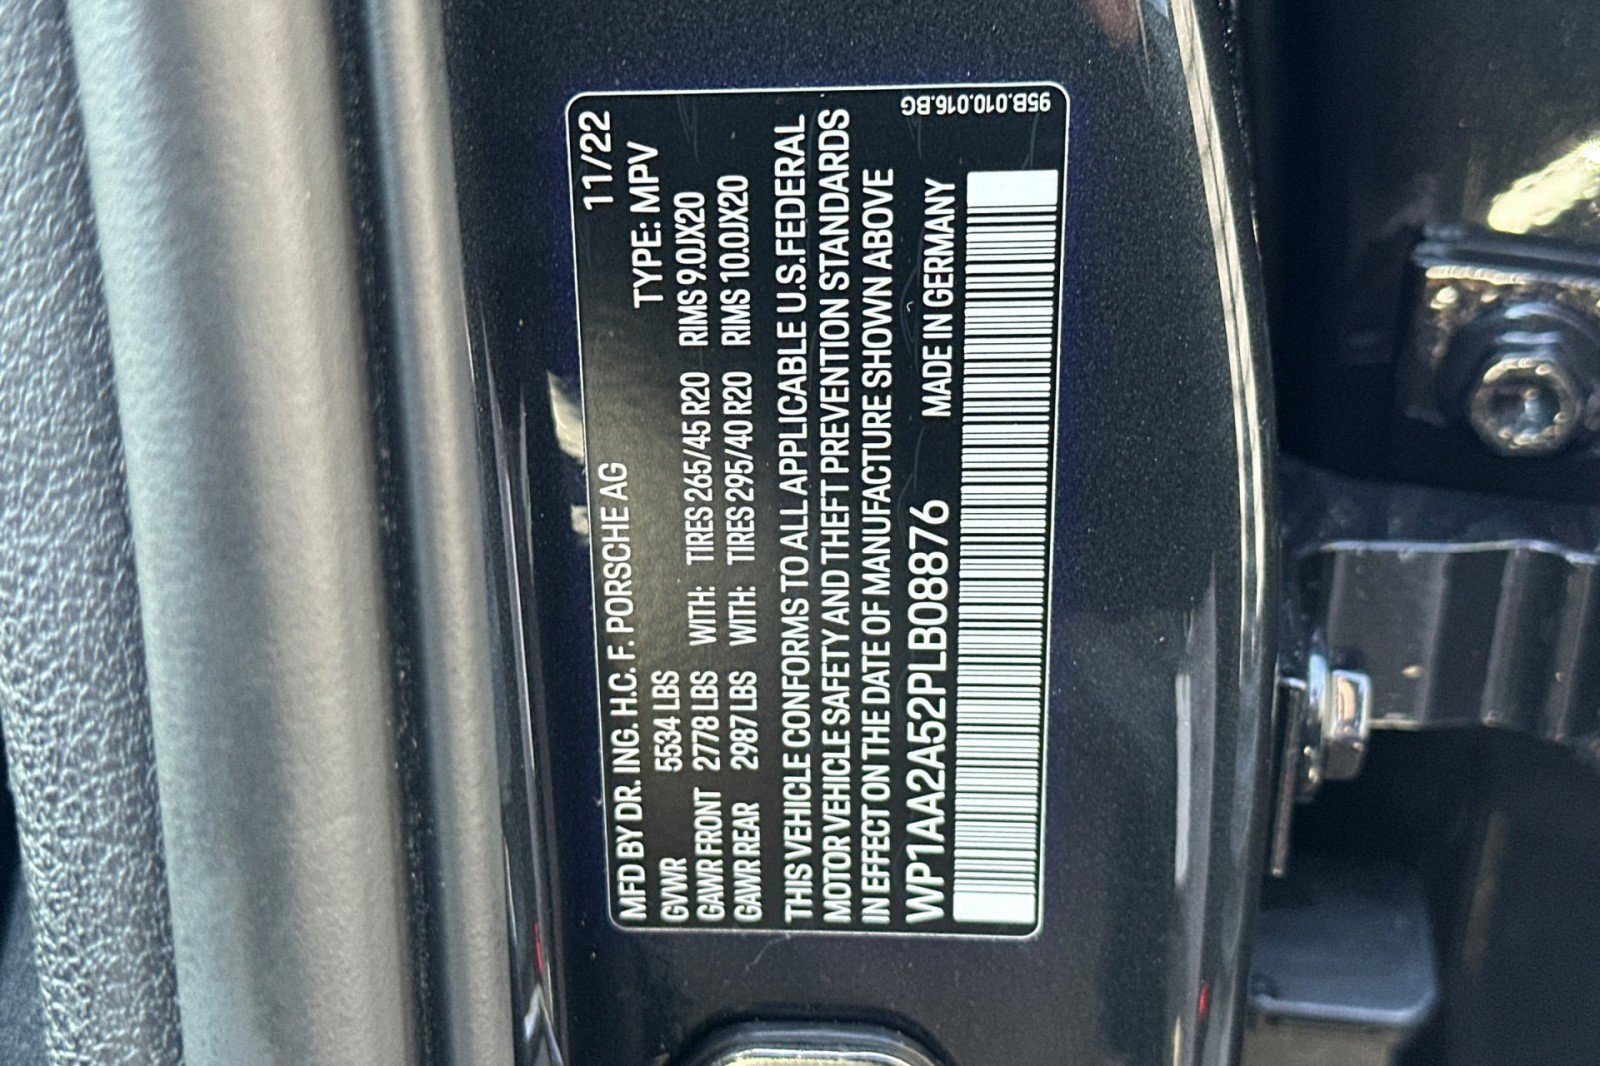 11/22
MFD BY DR. ING. H.C. F. PORSCHE AG TYPE: MPV
GVWR 5534 LBS
GAWR FRONT 2778 LBS WITH: TIRES 265/45 R20 RIMS 9.0JX20
GAWR REAR 2987 LBS WITH: TIRES 295/40 R20 RIMS 10.0JX20
THIS VEHICLE CONFORMS TO ALL APPLICABLE U.S.FEDERAL
MOTOR VEHICLE SAFETY AND THEFT PREVENTION STANDARDS
IN EFFECT ON THE DATE OF MANUFACTURE SHOWN ABOVE
WP1AA2A52PLB08876 MADE IN GERMANY
95B.010.016.BG